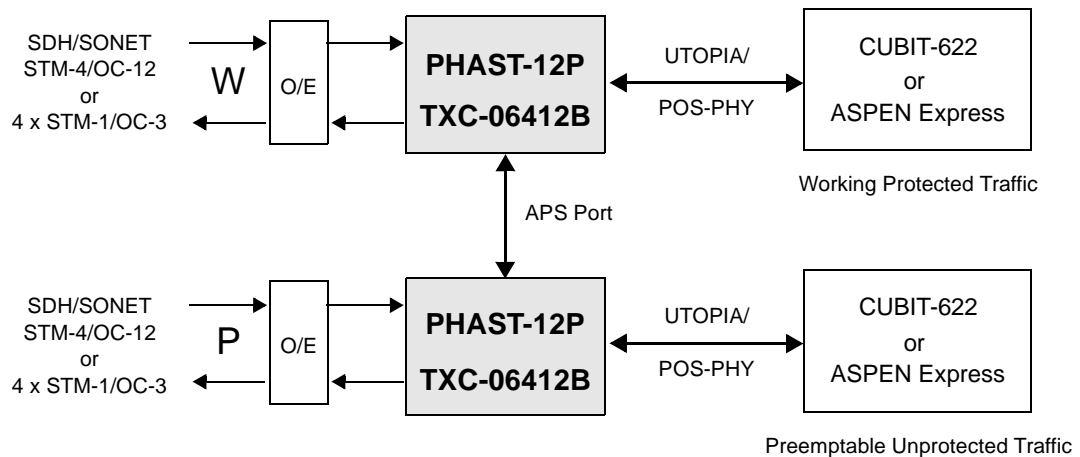 SDH/SONET
STM-4/OC-12
or
4 x STM-1/OC-3
W
O/E
PHAST-12P
TXC-06412B
UTOPIA/
POS-PHY
CUBIT-622
or
ASPEN Express
Working Protected Traffic
APS Port
SDH/SONET
STM-4/OC-12
or
4 x STM-1/OC-3
P
O/E
PHAST-12P
TXC-06412B
UTOPIA/
POS-PHY
CUBIT-622
or
ASPEN Express
Preemptable Unprotected Traffic